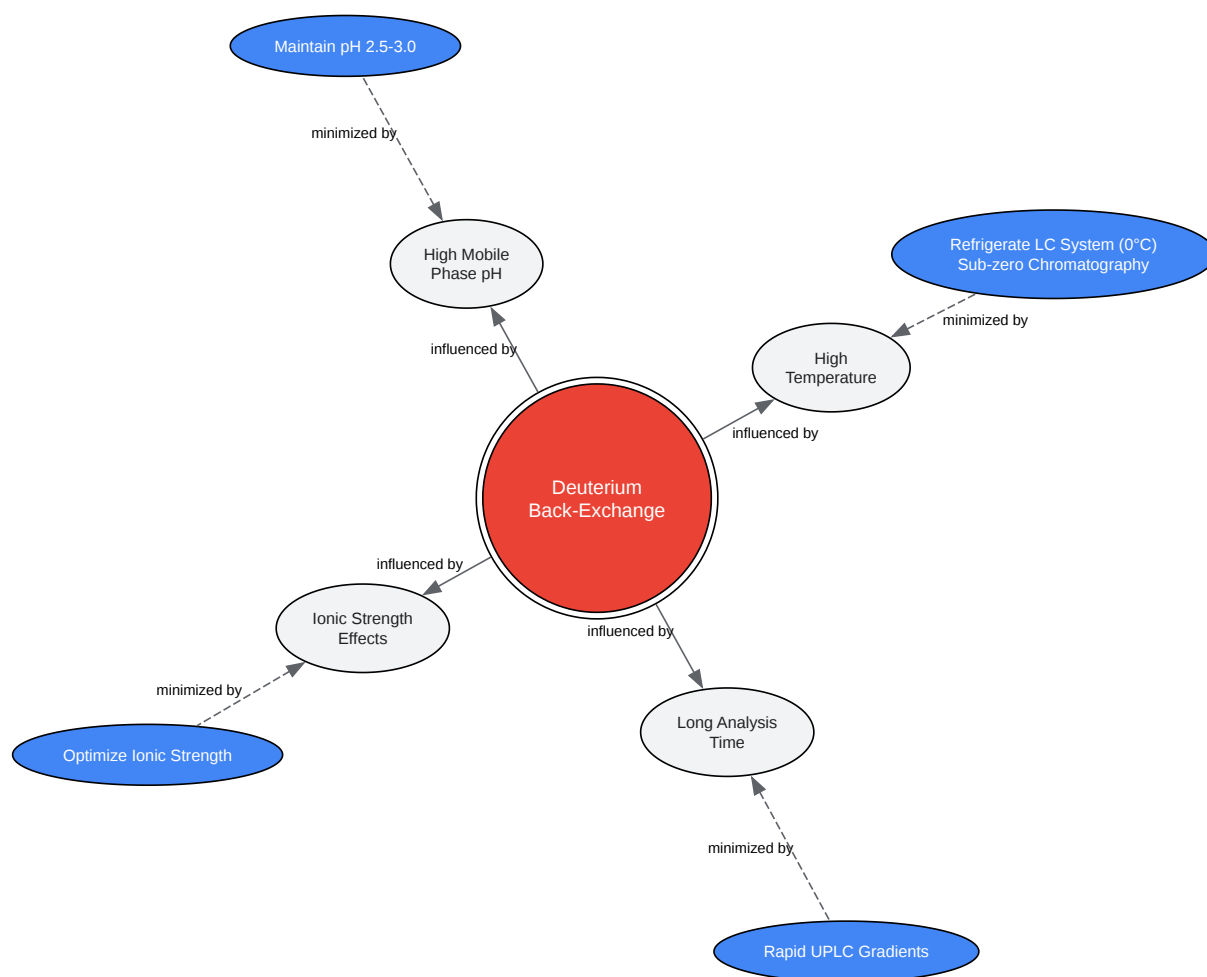 Maintain pH 2.5-3.0
minimized by
High Mobile
Phase pH
Refrigerate LC System (0°C)
Sub-zero Chromatography
minimized by
High
Temperature
influenced by
influenced by
Deuterium
Back-Exchange
influenced by
Ionic Strength
Effects
influenced by
minimized by
Optimize Ionic Strength
Long Analysis
Time
minimized by
Rapid UPLC Gradients